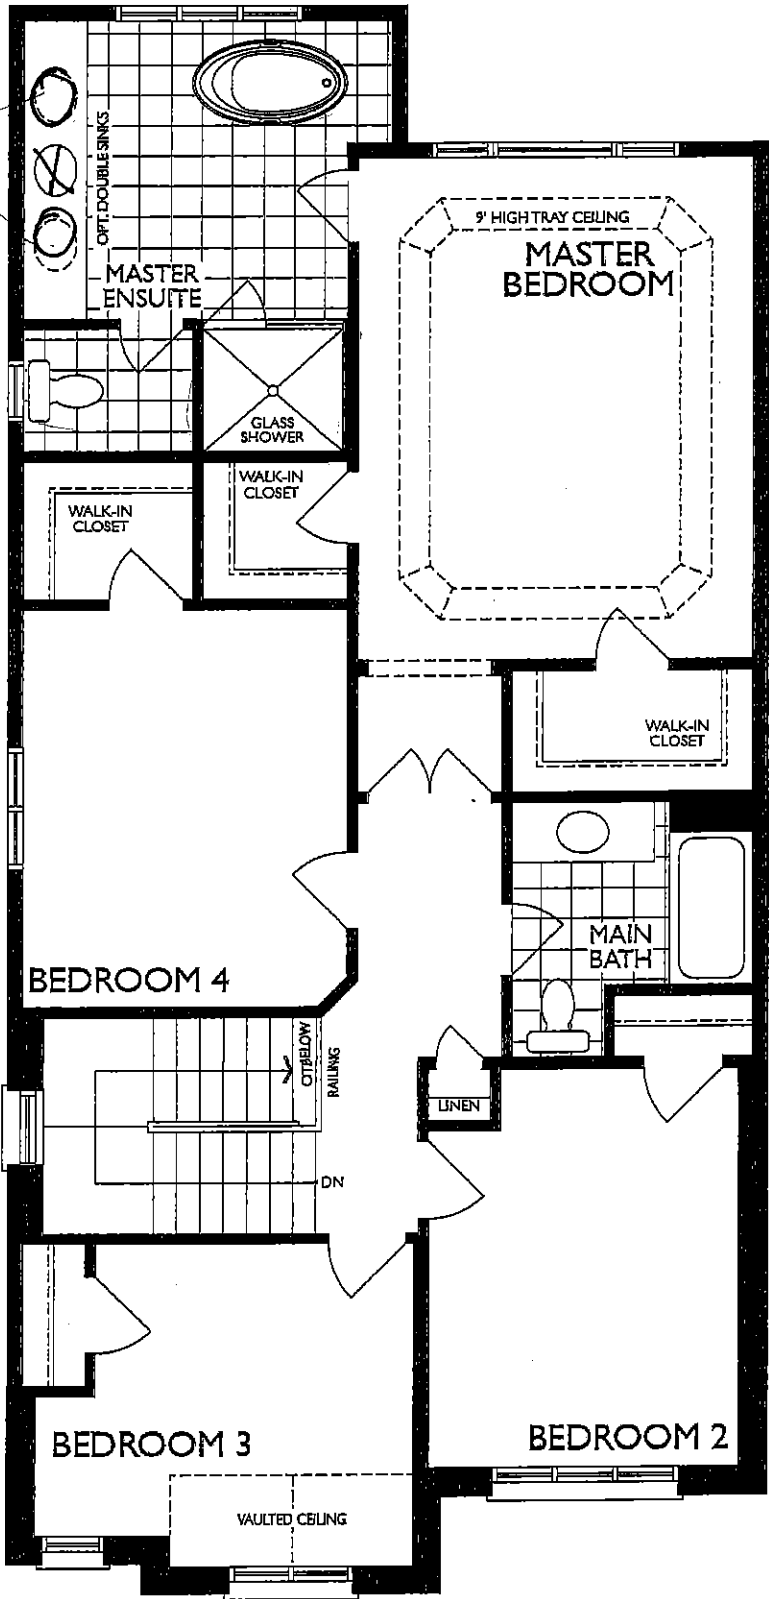 OPT. DOUBLE SINKS
MASTER
ENSUITE
9' HIGH TRAY CEILING
MASTER
BEDROOM
GLASS
SHOWER
WALK-IN
CLOSET
WALK-IN
CLOSET
WALK-IN
CLOSET
MAIN
BATH
BEDROOM 4
OTBELOW
RAILING
LINEN
DN
BEDROOM 3
BEDROOM 2
VAULTED CEILING